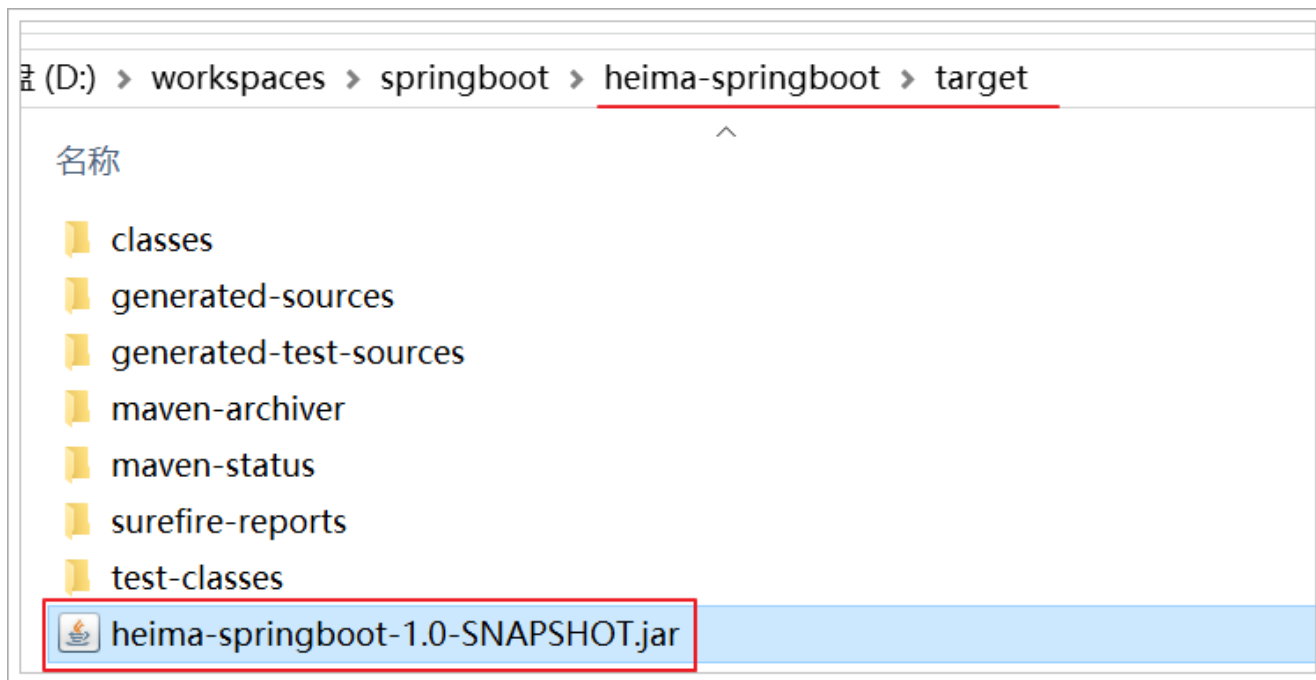 盘 (D:) > workspaces > springboot > heima-springboot > target
名称
classes
generated-sources
generated-test-sources
maven-archiver
maven-status
surefire-reports
test-classes
heima-springboot-1.0-SNAPSHOT.jar